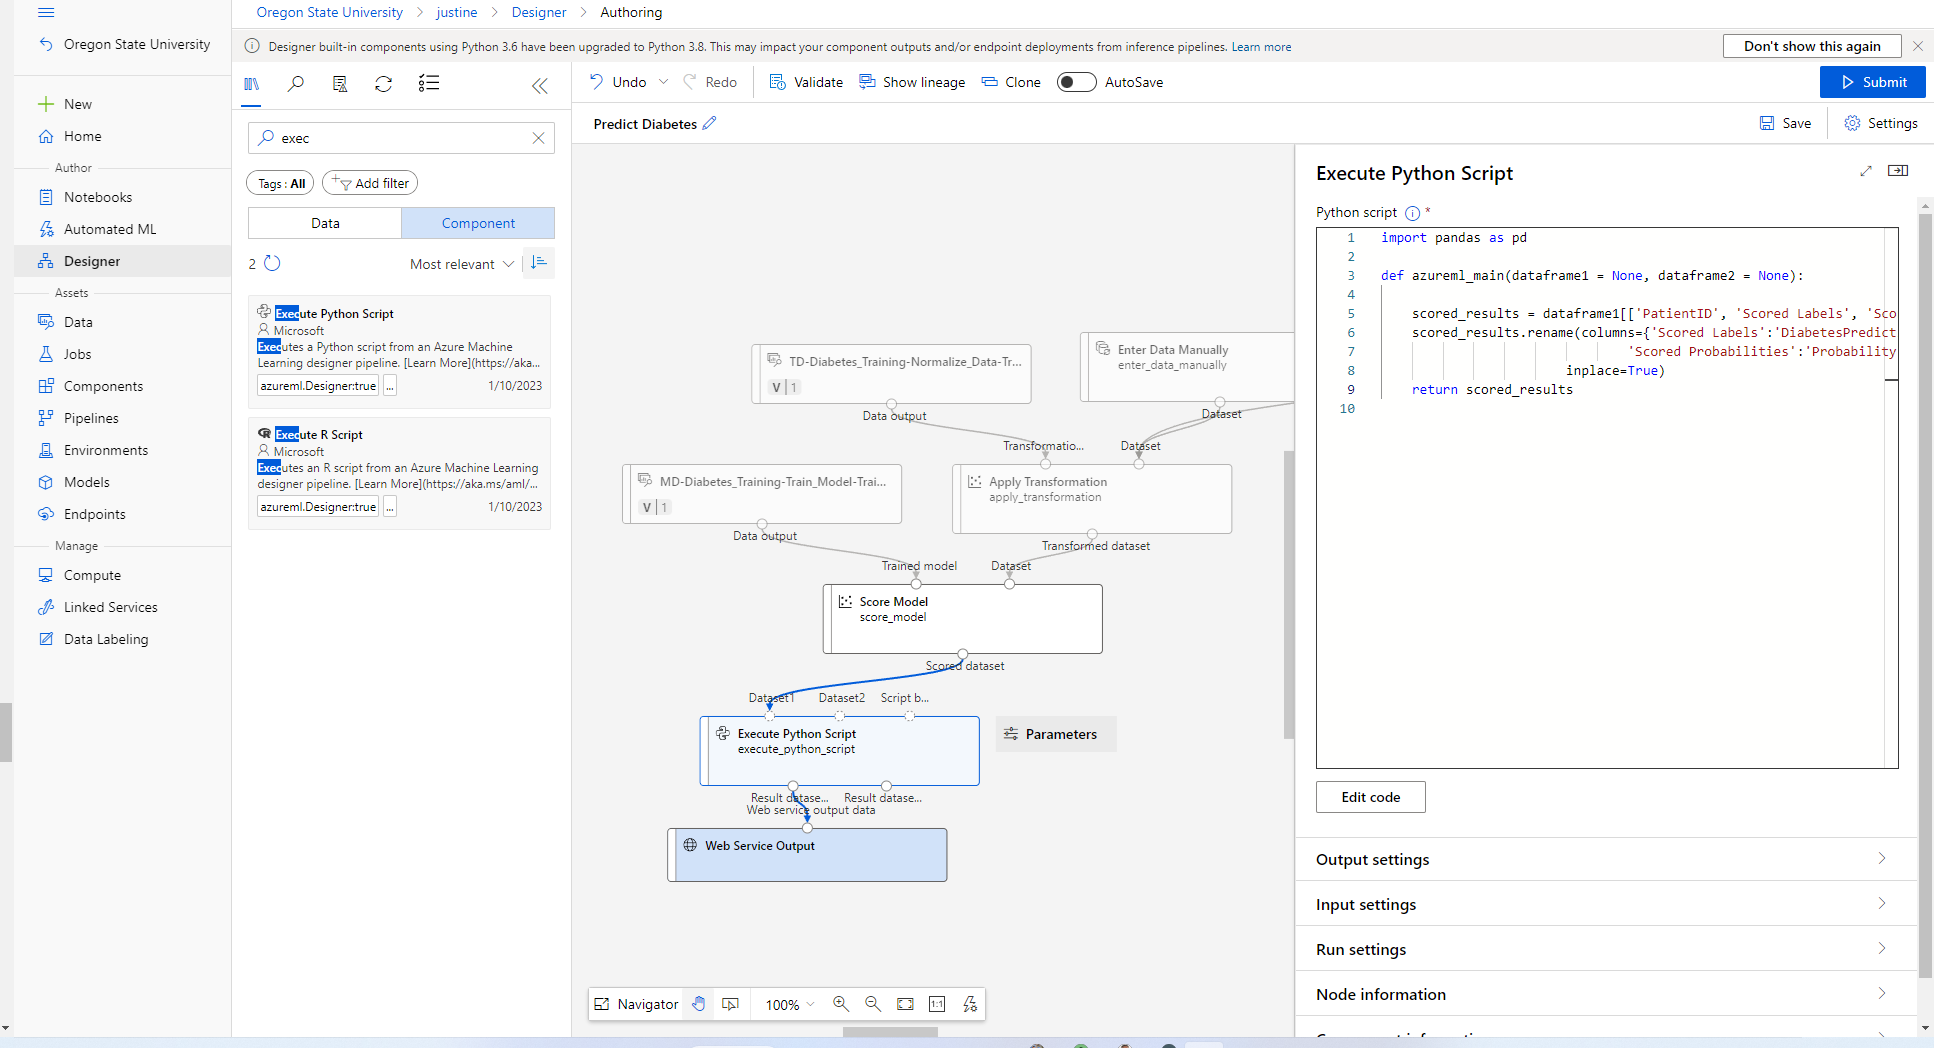 Oregon State University > justine > Designer > Authoring
Oregon State University
New
Home
Author
Notebooks
Automated ML
Designer
Assets
Data
Jobs
Components
Pipelines
Environments
Models
Endpoints
Manage
Compute
Linked Services
Data Labeling
Designer built-in components using Python 3.6 have been upgraded to Python 3.8. This may impact your component outputs and/or endpoint deployments from inference pipelines. Learn more
Don't show this again
exec
Tags : All
Add filter
Data
Component
2
Most relevant
Execute Python Script
Microsoft
Executes a Python script from an Azure Machine
Learning designer pipeline. [Learn More](https://aka...
azureml.Designer:true
...
1/10/2023
Execute R Script
Microsoft
Executes an R script from an Azure Machine Learning
designer pipeline. [Learn More](https://aka.ms/aml/...
azureml.Designer:true
...
1/10/2023
Undo
Redo
Validate
Show lineage
Clone
AutoSave
Submit
Predict Diabetes
Save
Settings
TD-Diabetes_Training-Normalize_Data-Tr...
V | 1
Data output
Enter Data Manually
enter_data_manually
Dataset
Transformatio...
Dataset
MD-Diabetes_Training-Train_Model-Trai...
V | 1
Data output
Apply Transformation
apply_transformation
Transformed dataset
Trained model
Dataset
Score Model
score_model
Scored dataset
Dataset1
Dataset2
Script b...
Execute Python Script
execute_python_script
Parameters
Result datase...
Result datase...
Web service output data
Web Service Output
Navigator
100%
1:1
Execute Python Script
Python script *
1 import pandas as pd
2
3 def azureml_main(dataframe1 = None, dataframe2 = None):
4
5 scored_results = dataframe1[['PatientID', 'Scored Labels', 'Sco
6 scored_results.rename(columns={'Scored Labels':'DiabetesPredict
7 'Scored Probabilities':'Probability
8 inplace=True)
9 return scored_results
10
Edit code
Output settings
Input settings
Run settings
Node information